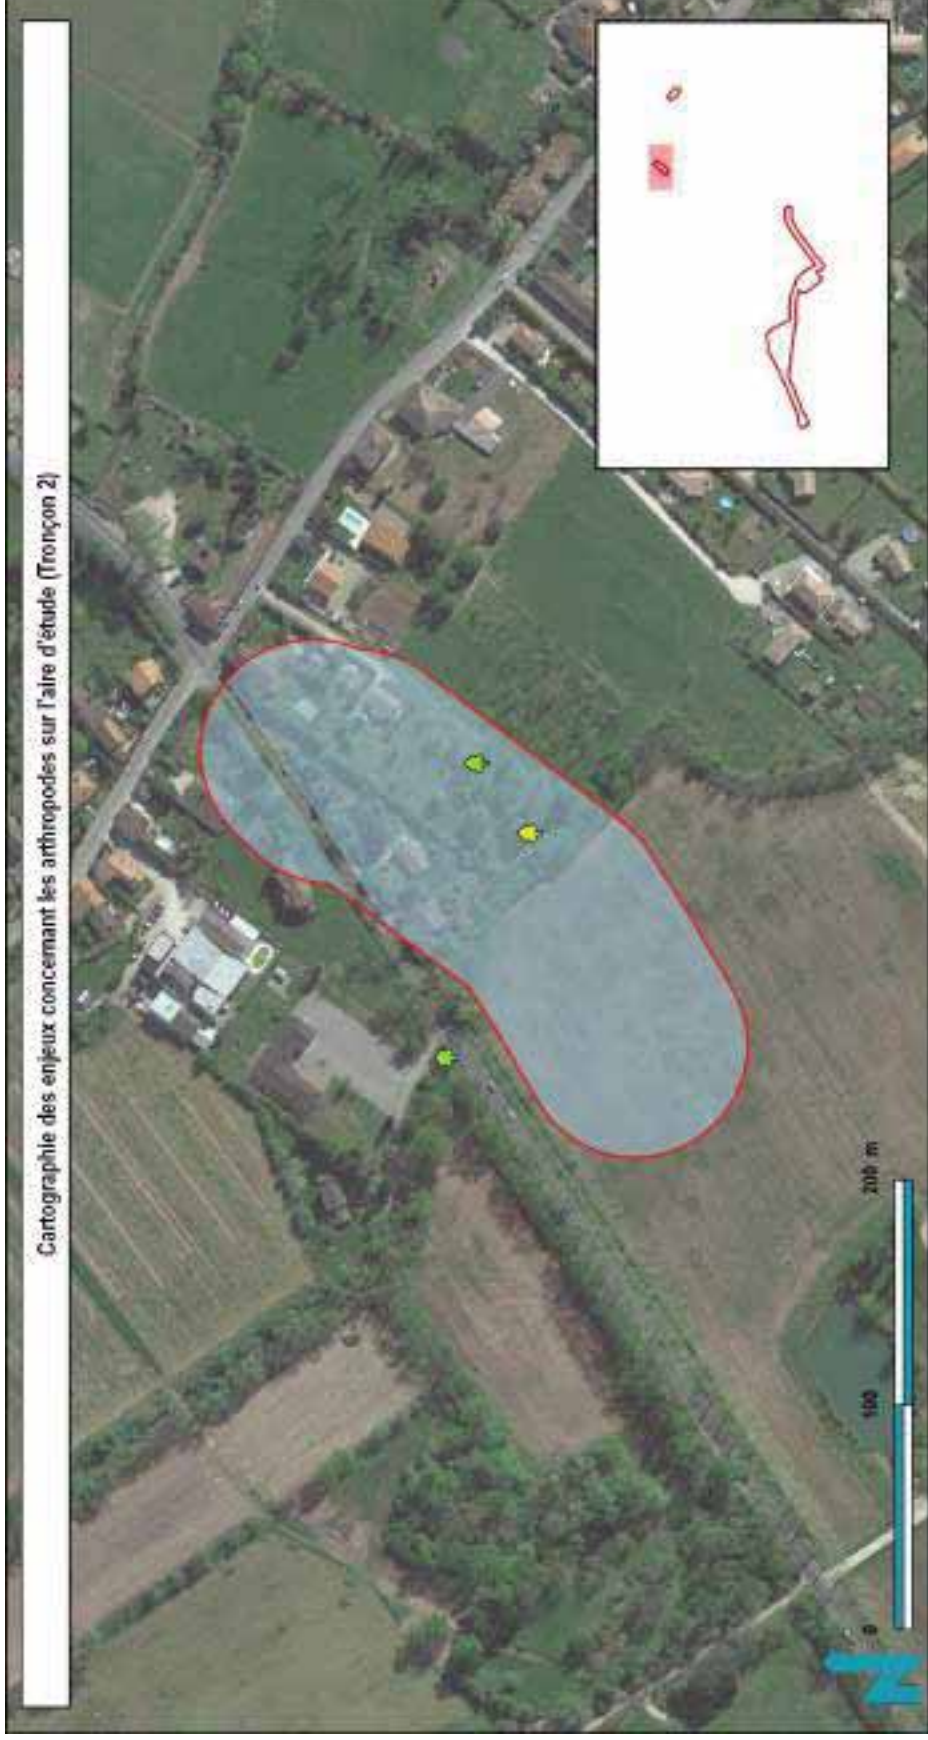 Cartographie des enjeux concernant les arthropodes sur l'aire d'étude (Tronçon 2)
0 100 200 m
N